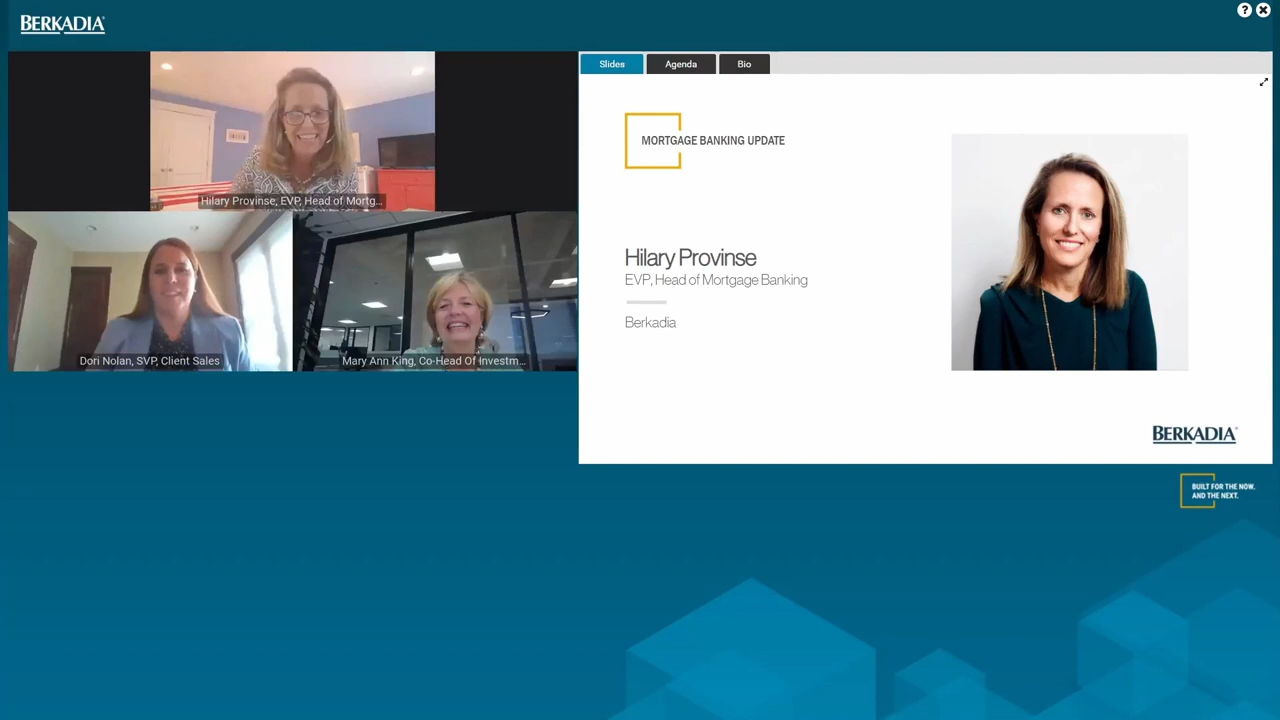 BERKADIA
Hilary Provinse, EVP, Head of Mortg...
Dori Nolan, SVP, Client Sales
Mary Ann King, Co-Head Of Investm...
Slides
Agenda
Bio
MORTGAGE BANKING UPDATE
Hilary Provinse
EVP, Head of Mortgage Banking
Berkadia
BERKADIA
BUILT FOR THE NOW.
AND THE NEXT.